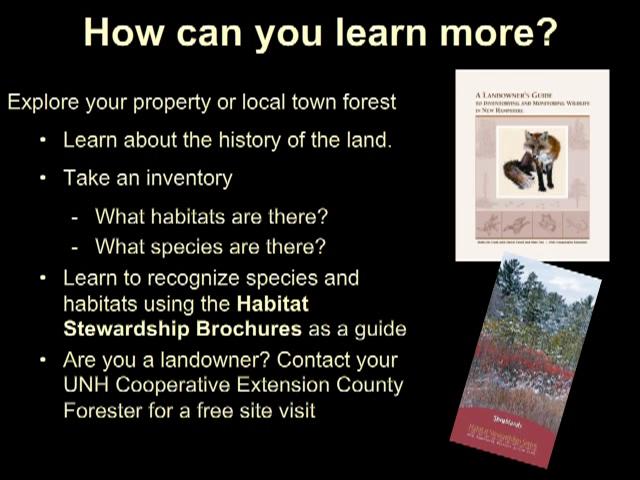 How can you learn more?
Explore your property or local town forest
• Learn about the history of the land.
• Take an inventory
- What habitats are there?
- What species are there?
• Learn to recognize species and
habitats using the Habitat
Stewardship Brochures as a guide
• Are you a landowner? Contact your
UNH Cooperative Extension County
Forester for a free site visit
A LANDOWNER'S GUIDE
TO INVENTORYING AND MONITORING WILDLIFE
IN NEW HAMPSHIRE
Shrublands
Habitat Stewardship Series